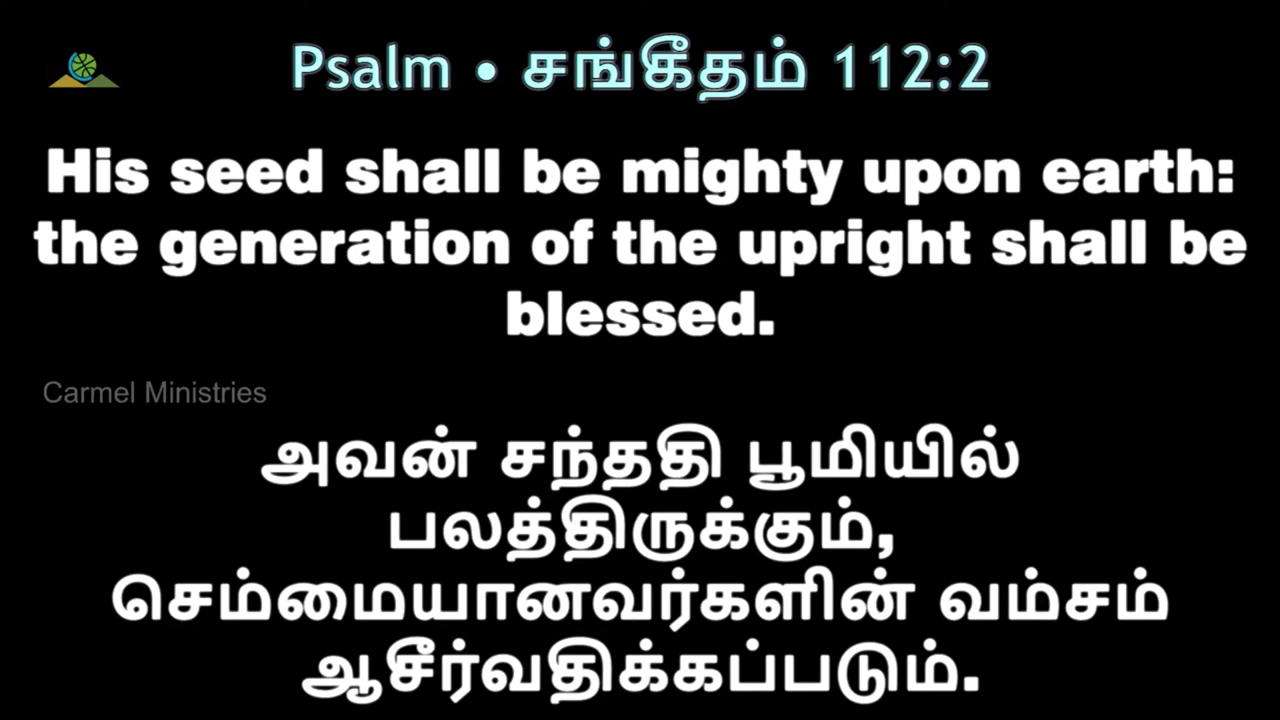 Psalm • சங்கீதம் 112:2
His seed shall be mighty upon earth:
the generation of the upright shall be
blessed.
Carmel Ministries
அவன் சந்ததி பூமியில்
பலத்திருக்கும்,
செம்மையானவர்களின் வம்சம்
ஆசீர்வதிக்கப்படும்.